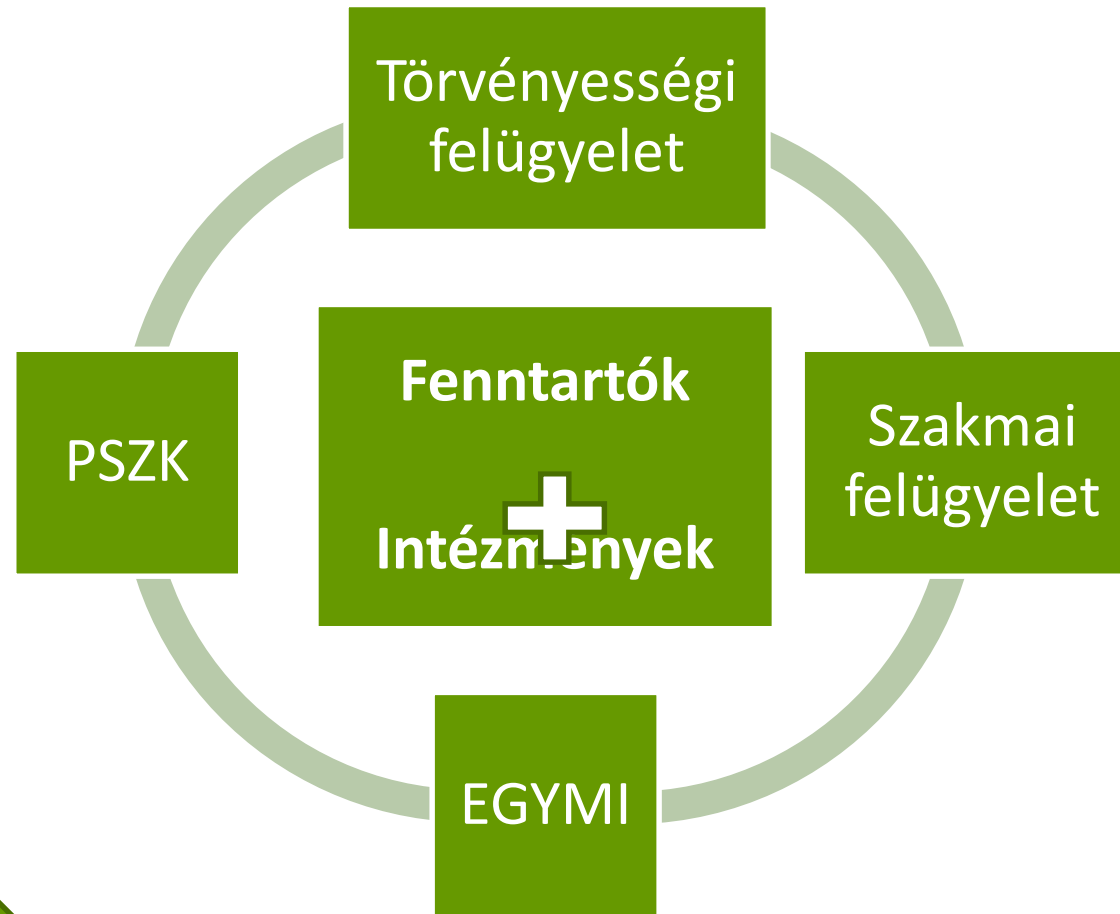 Törvényességi
felügyelet
PSZK
Fenntartók
Intézmények
Szakmai
felügyelet
EGYMI